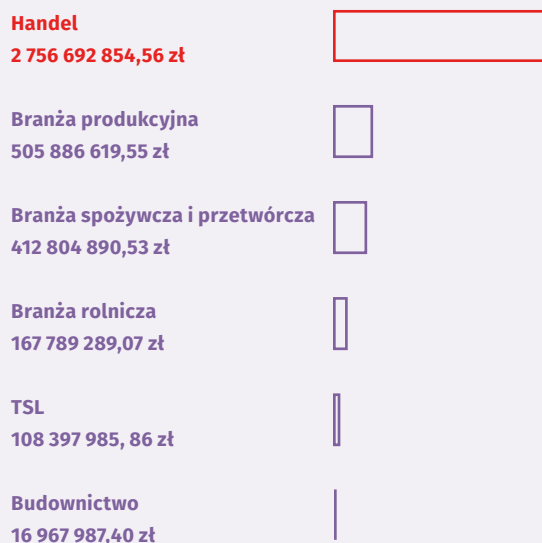 Handel
2 756 692 854,56 zł
Branża produkcyjna
505 886 619,55 zł
Branża spożywcza i przetwórcza
412 804 890,53 zł
Branża rolnicza
167 789 289,07 zł
TSL
108 397 985, 86 zł
Budownictwo
16 967 987,40 zł